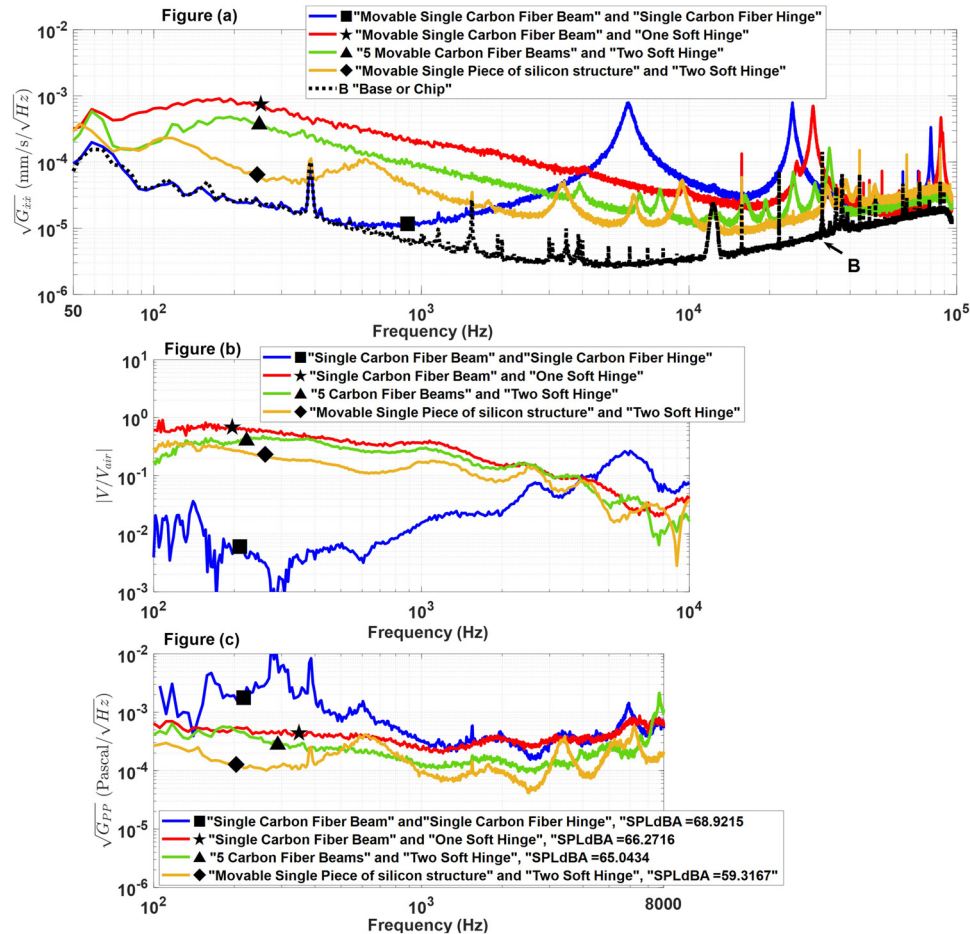 Figure (a)
■"Movable Single Carbon Fiber Beam" and "Single Carbon Fiber Hinge"
★"Movable Single Carbon Fiber Beam" and "One Soft Hinge"
▲ "5 Movable Carbon Fiber Beams" and "Two Soft Hinge"
◆ "Movable Single Piece of silicon structure" and "Two Soft Hinge"
B "Base or Chip"
10^-2
10^-3
10^-4
10^-5
10^-6
√G_ẋẋ (mm/s/√Hz)
B
50
10^2
10^3
10^4
10^5
Frequency (Hz)
Figure (b)
■"Single Carbon Fiber Beam" and"Single Carbon Fiber Hinge"
★ "Single Carbon Fiber Beam" and "One Soft Hinge"
▲ "5 Carbon Fiber Beams" and "Two Soft Hinge"
◆ "Movable Single Piece of silicon structure" and "Two Soft Hinge"
10^1
10^0
10^-1
10^-2
10^-3
|V/V_air|
10^2
10^3
10^4
Frequency (Hz)
Figure (c)
10^-2
10^-3
10^-4
10^-5
10^-6
√G_PP (Pascal/√Hz)
■"Single Carbon Fiber Beam" and"Single Carbon Fiber Hinge", "SPLdBA =68.9215
★"Single Carbon Fiber Beam" and "One Soft Hinge", "SPLdBA =66.2716
▲ "5 Carbon Fiber Beams" and "Two Soft Hinge", "SPLdBA =65.0434
◆ "Movable Single Piece of silicon structure" and "Two Soft Hinge", "SPLdBA =59.3167"
10^2
10^3
8000
Frequency (Hz)